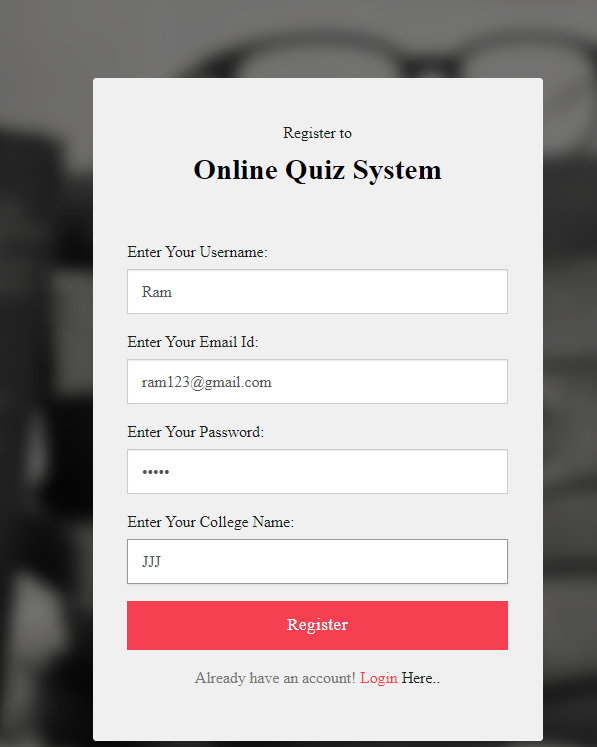 Register to
Online Quiz System
Enter Your Username:
Ram
Enter Your Email Id:
ram123@gmail.com
Enter Your Password:
•••••
Enter Your College Name:
JJJ
Register
Already have an account! Login Here..